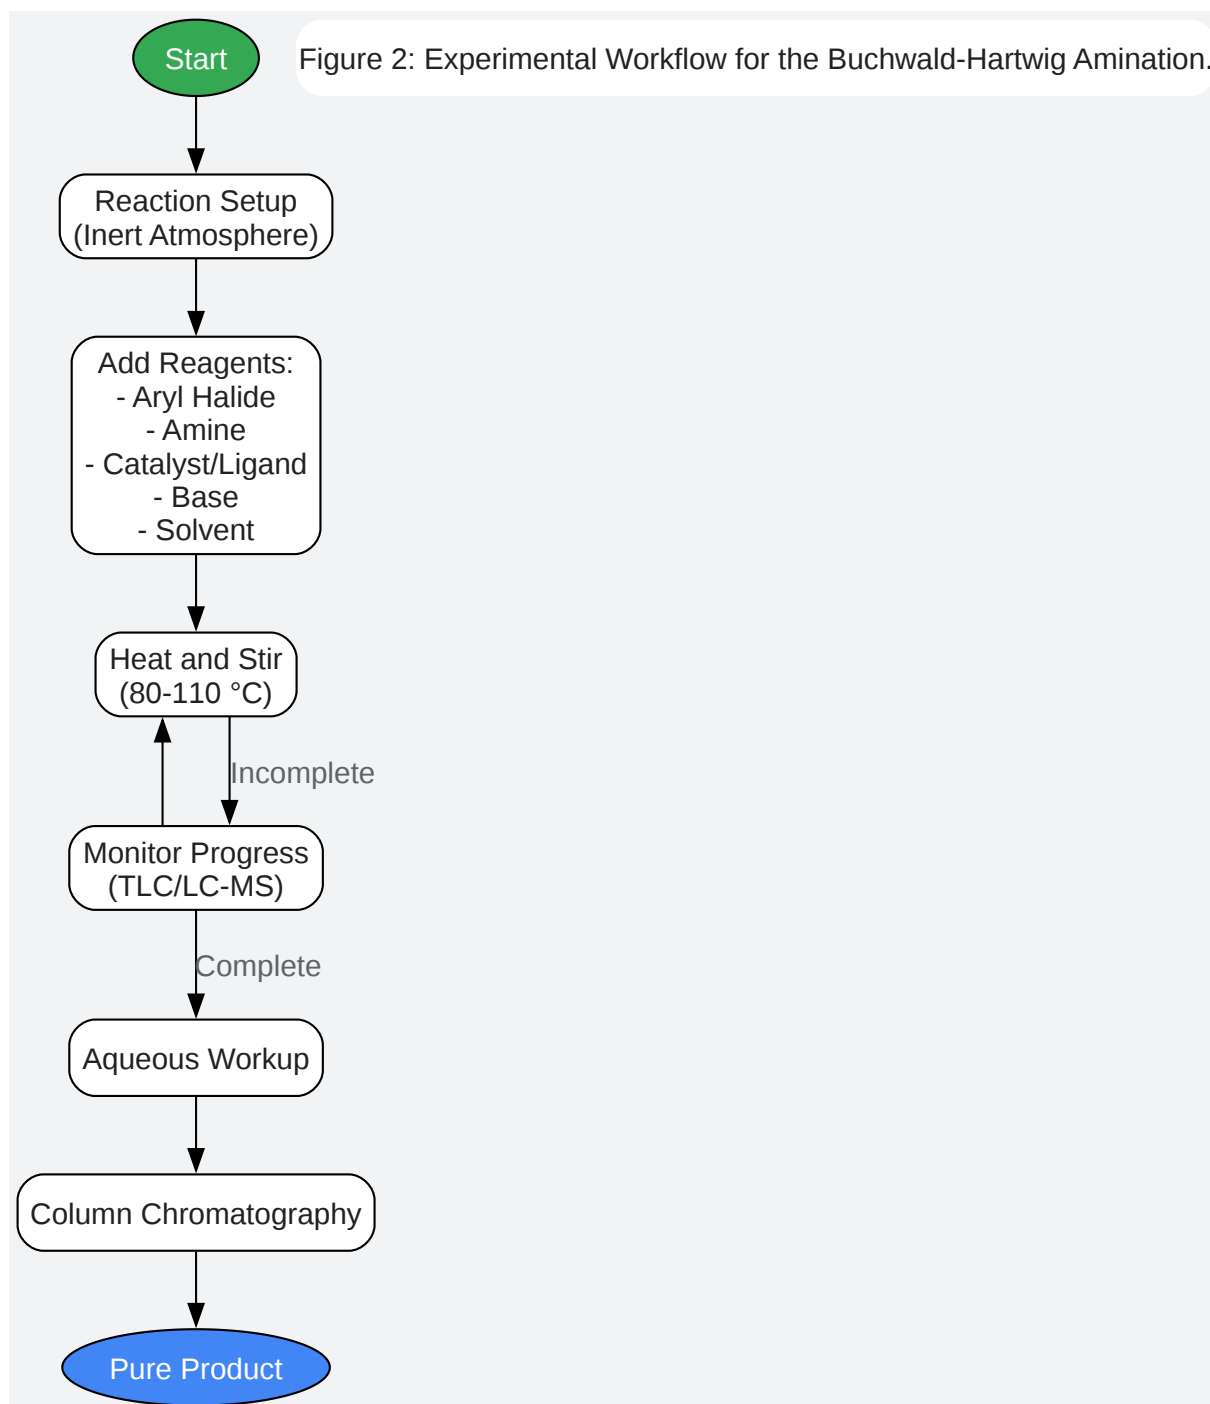 Start
Figure 2: Experimental Workflow for the Buchwald-Hartwig Amination.
Reaction Setup
(Inert Atmosphere)
Add Reagents:
- Aryl Halide
- Amine
- Catalyst/Ligand
- Base
- Solvent
Heat and Stir
(80-110 °C)
Incomplete
Monitor Progress
(TLC/LC-MS)
Complete
Aqueous Workup
Column Chromatography
Pure Product